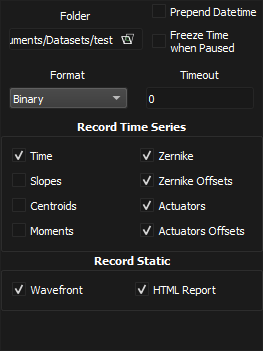 Folder
Prepend Datetime
uments/Datasets/test
Freeze Time
when Paused
Format
Timeout
Binary
0
Record Time Series
Time
Zernike
Slopes
Zernike Offsets
Centroids
Actuators
Moments
Actuators Offsets
Record Static
Wavefront
HTML Report